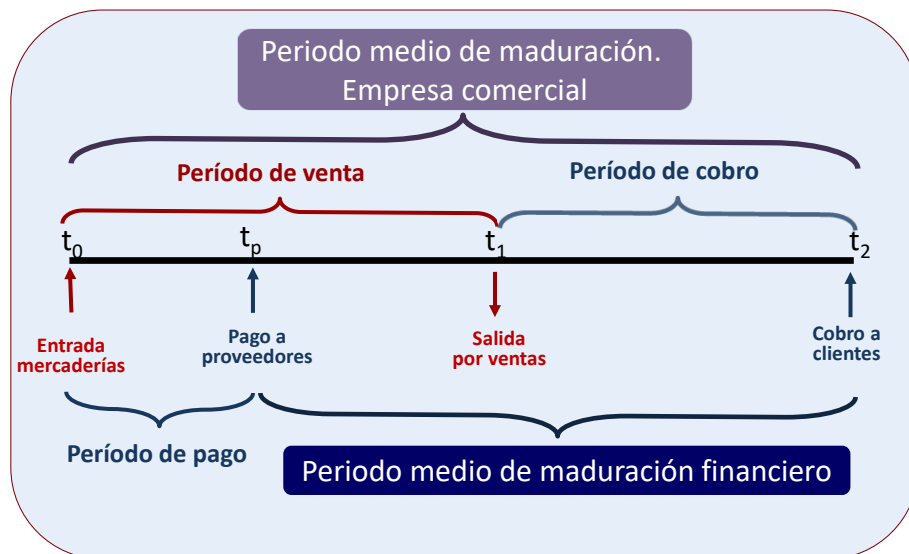 Periodo medio de maduración.
Empresa comercial
Período de venta
Período de cobro
t0
tp
t1
t2
Entrada
mercaderías
Pago a
proveedores
Salida
por ventas
Cobro a
clientes
Período de pago
Periodo medio de maduración financiero